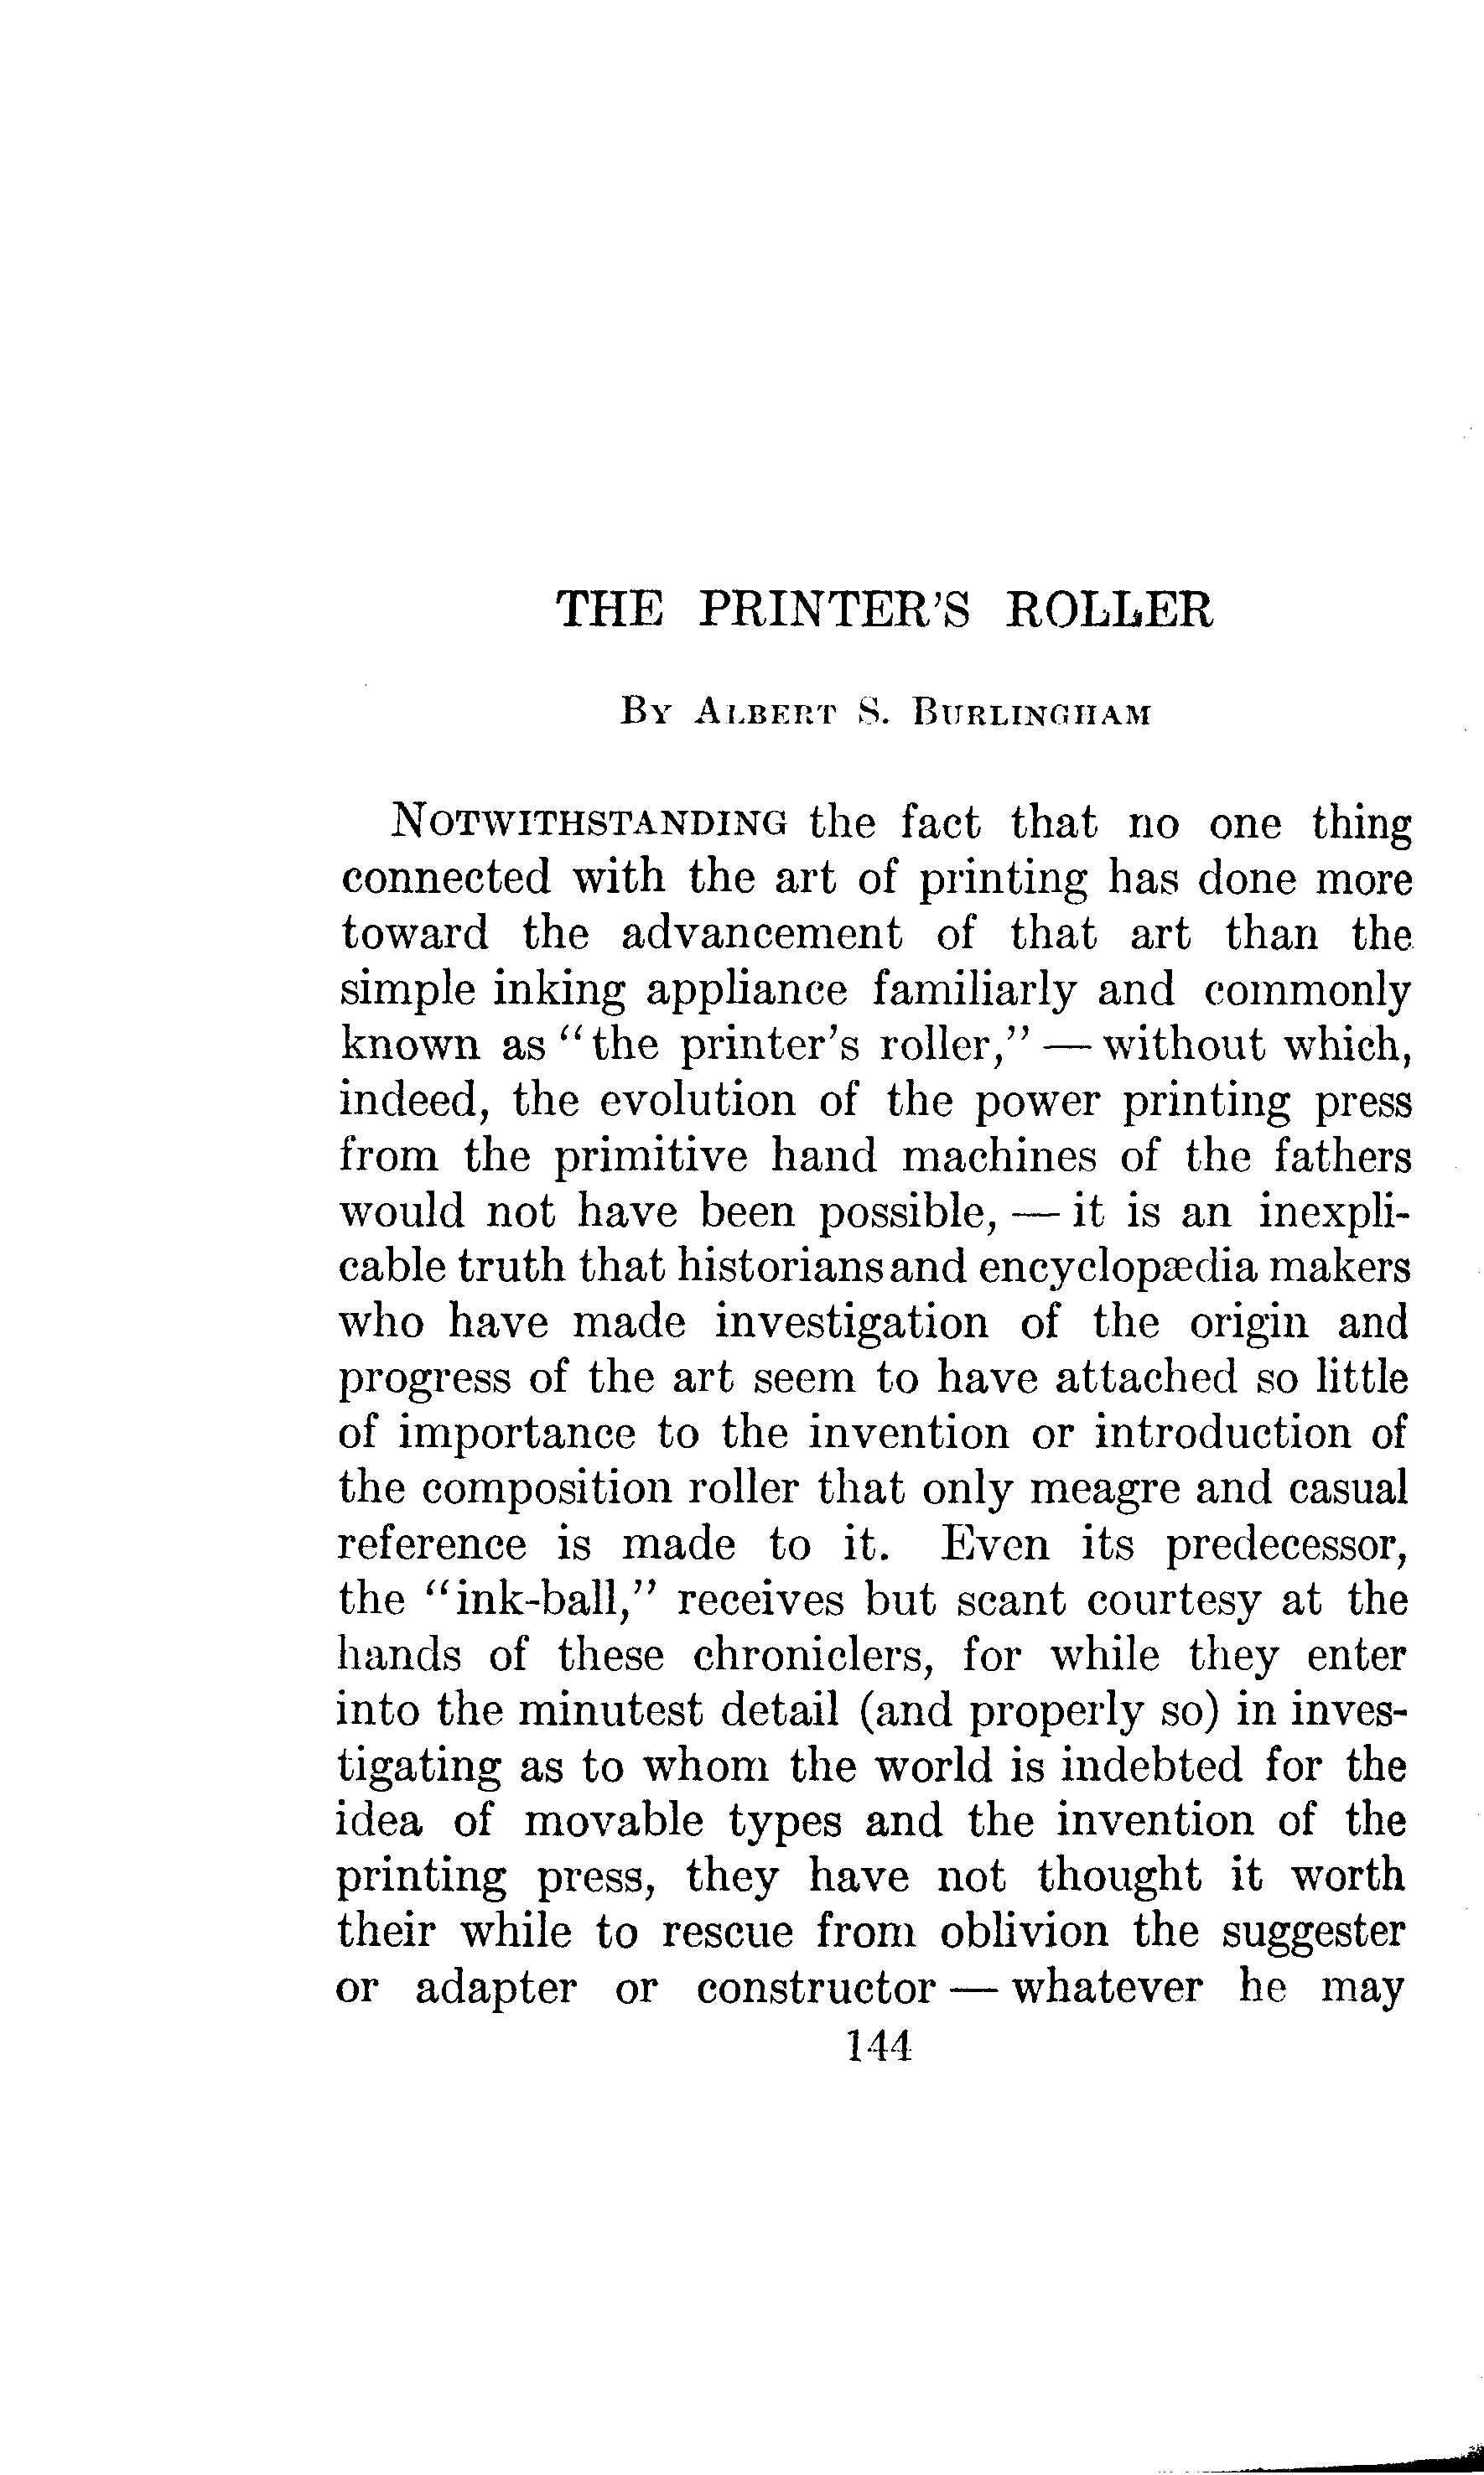 THE PRINTER'S ROLLER
By Albert S. Burlingham
Notwithstanding the fact that no one thing
connected with the art of printing has done more
toward the advancement of that art than the
simple inking appliance familiarly and commonly
known as "the printer's roller," — without which,
indeed, the evolution of the power printing press
from the primitive hand machines of the fathers
would not have been possible, — it is an inexpli-
cable truth that historians and encyclopædia makers
who have made investigation of the origin and
progress of the art seem to have attached so little
of importance to the invention or introduction of
the composition roller that only meagre and casual
reference is made to it. Even its predecessor,
the "ink-ball," receives but scant courtesy at the
hands of these chroniclers, for while they enter
into the minutest detail (and properly so) in inves-
tigating as to whom the world is indebted for the
idea of movable types and the invention of the
printing press, they have not thought it worth
their while to rescue from oblivion the suggester
or adapter or constructor — whatever he may
144